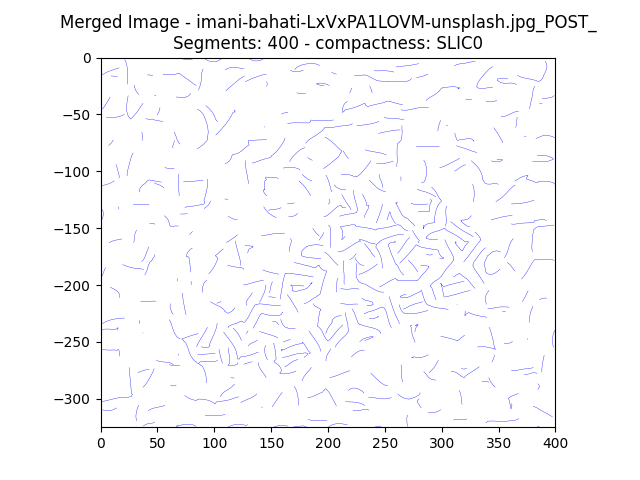 Merged Image - imani-bahati-LxVxPA1LOVM-unsplash.jpg_POST_
Segments: 400 - compactness: SLIC0
0
−50
−100
−150
−200
−250
−300
0 50 100 150 200 250 300 350 400